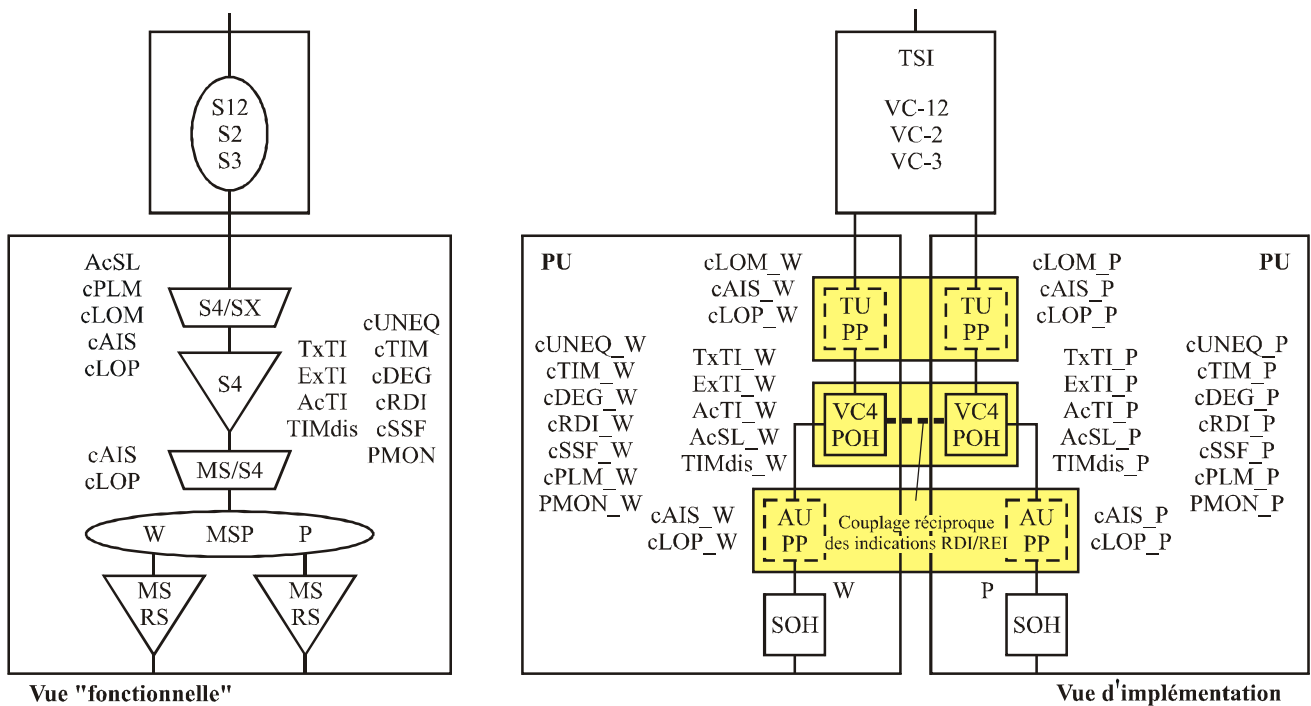 S12
S2
S3
AcSL
cPLM
cLOM
cAIS
cLOP
S4/SX
TxTI
ExTI
AcTI
TIMdis
cUNEQ
cTIM
cDEG
cRDI
cSSF
PMON
S4
cAIS
cLOP
MS/S4
W MSP P
MS
RS
MS
RS
Vue "fonctionnelle"
TSI
VC-12
VC-2
VC-3
PU
cLOM_W
cAIS_W
cLOP_W
TU
PP
TU
PP
cLOM_P
cAIS_P
cLOP_P
PU
cUNEQ_W
cTIM_W
cDEG_W
cRDI_W
cSSF_W
cPLM_W
PMON_W
TxTI_W
ExTI_W
AcTI_W
AcSL_W
TIMdis_W
VC4
POH
VC4
POH
TxTI_P
ExTI_P
AcTI_P
AcSL_P
TIMdis_P
cUNEQ_P
cTIM_P
cDEG_P
cRDI_P
cSSF_P
cPLM_P
PMON_P
cAIS_W
cLOP_W
AU
PP
Couplage réciproque
des indications RDI/REI
AU
PP
cAIS_P
cLOP_P
W
P
SOH
SOH
Vue d'implémentation